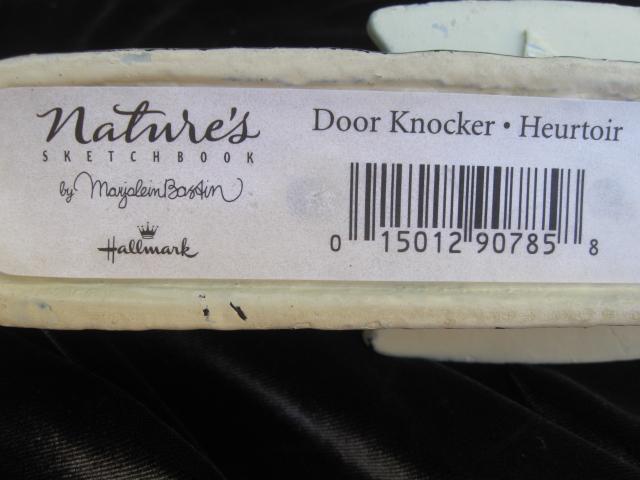 Nature's
SKETCHBOOK
by Marjolein Bastin
Hallmark
Door Knocker • Heurtoir
0 15012 90785 8